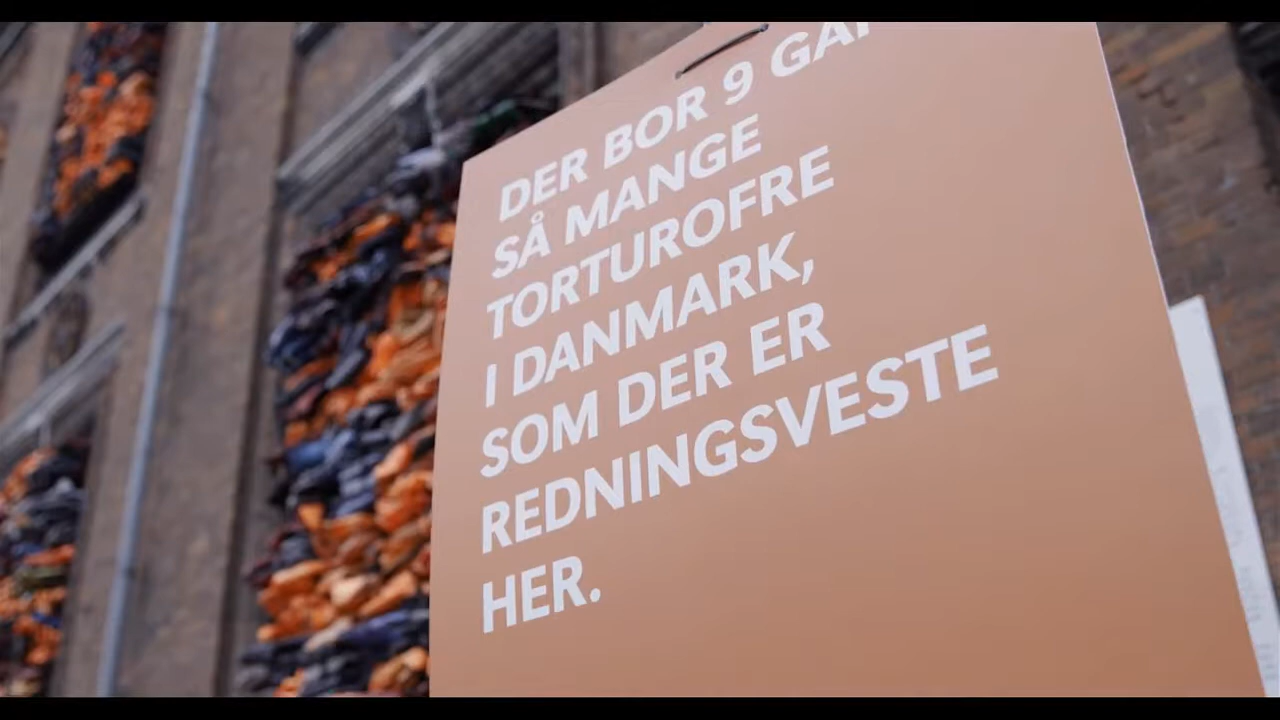 DER BOR 9
SÅ MANGE
TORTUROFRE
I DANMARK,
SOM DER ER
REDNINGSVESTE
HER.